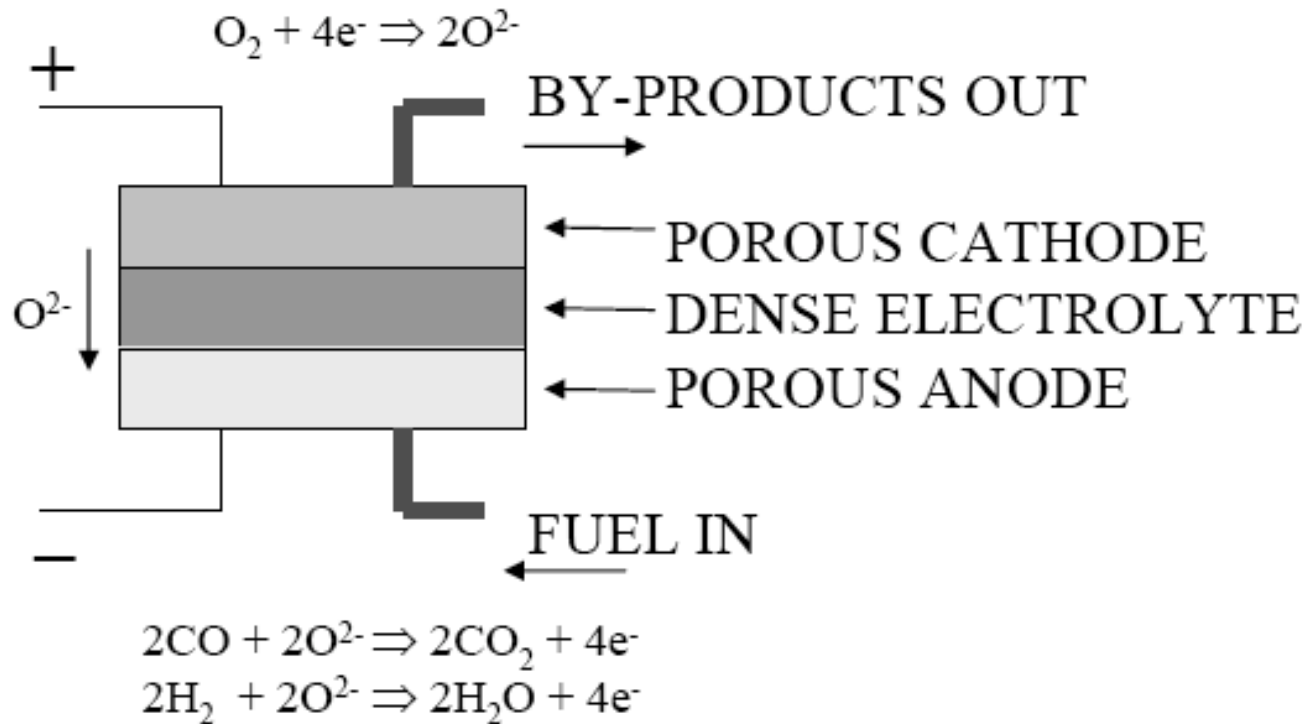 O₂ + 4e⁻ ⇒ 2O²⁻
+
BY-PRODUCTS OUT
POROUS CATHODE
O²⁻
DENSE ELECTROLYTE
POROUS ANODE
FUEL IN
−
2CO + 2O²⁻ ⇒ 2CO₂ + 4e⁻
2H₂ + 2O²⁻ ⇒ 2H₂O + 4e⁻